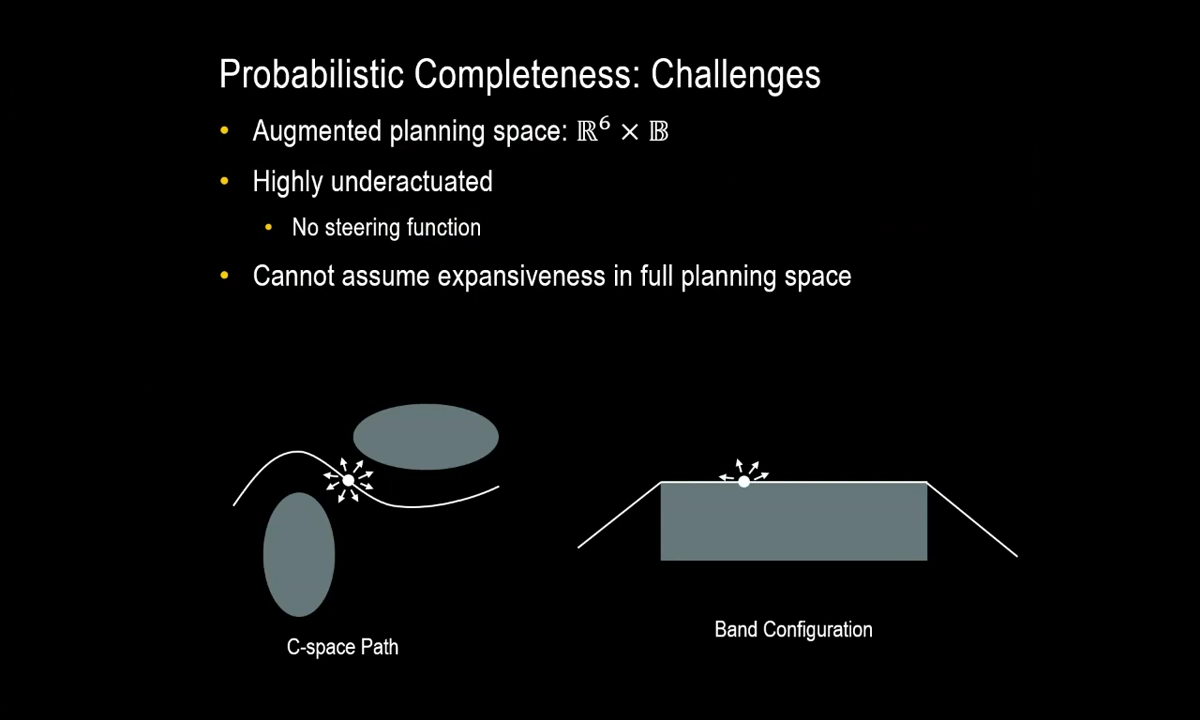 Probabilistic Completeness: Challenges
• Augmented planning space: ℝ⁶ × 𝔹
• Highly underactuated
• No steering function
• Cannot assume expansiveness in full planning space
C-space Path
Band Configuration